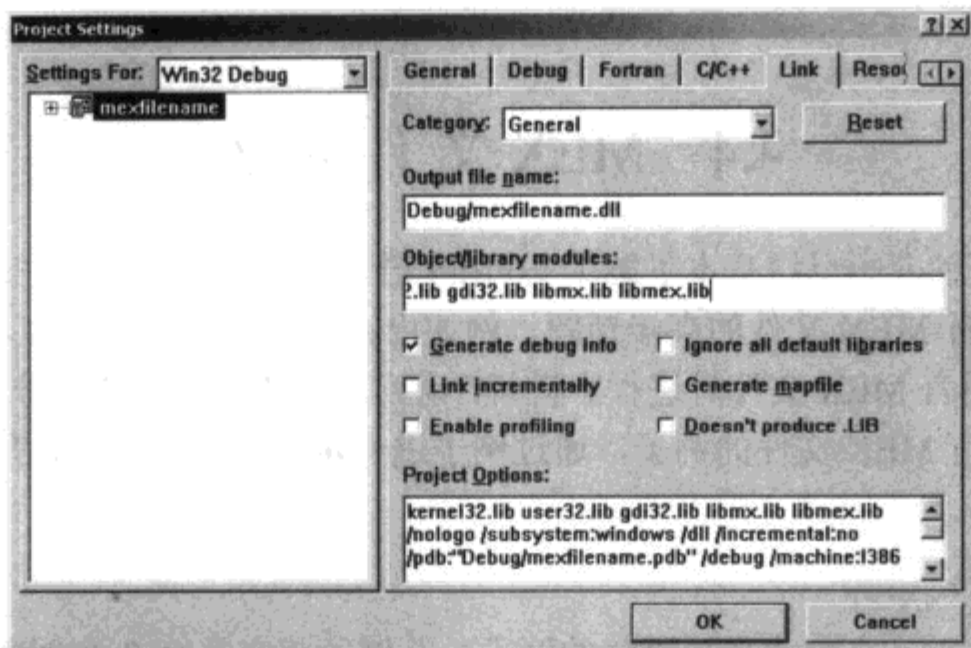 Project Settings
Settings For: Win32 Debug
mexfilename
General Debug Fortran C/C++ Link
Category: General Reset
Output file name:
Debug/mexfilename.dll
Object/library modules:
.lib gdi32.lib libmx.lib libmex.lib
Generate debug info Ignore all default libraries
Link incrementally Generate mapfile
Enable profiling Doesn't produce .LIB
Project Options:
kernel32.lib user32.lib gdi32.lib libmx.lib libmex.lib
/nologo /subsystem:windows /dll /incremental:no
/pdb:"Debug/mexfilename.pdb" /debug /machine:I386
OK Cancel